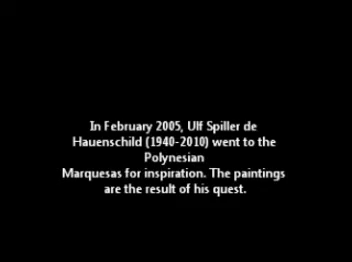 In February 2005, Ulf Spiller de
Hauenschild (1940-2010) went to the
Polynesian
Marquesas for inspiration. The paintings
are the result of his quest.